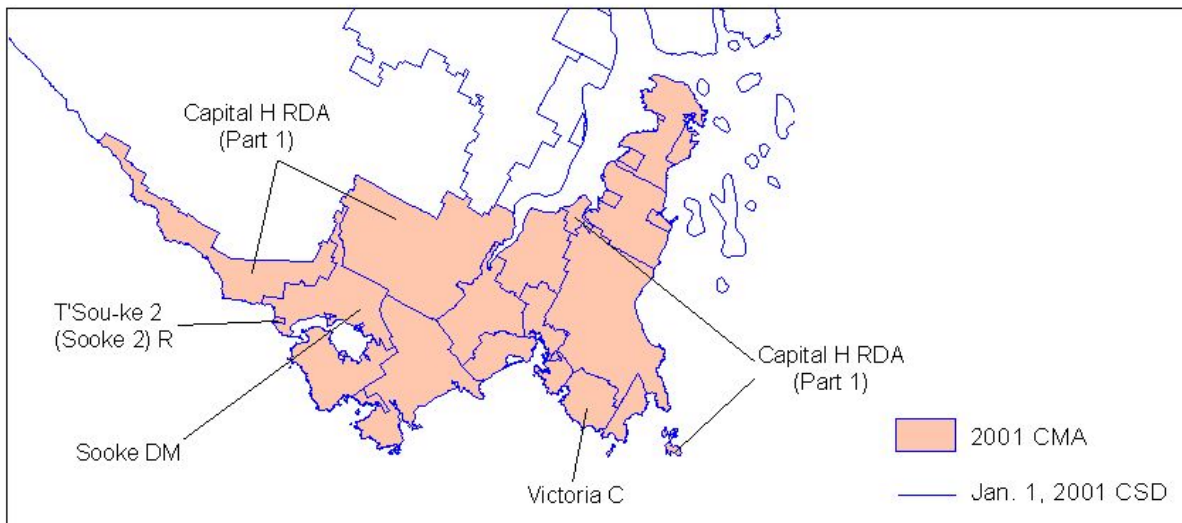 Capital H RDA
(Part 1)
T'Sou-ke 2
(Sooke 2) R
Sooke DM
Victoria C
Capital H RDA
(Part 1)
2001 CMA
Jan. 1, 2001 CSD